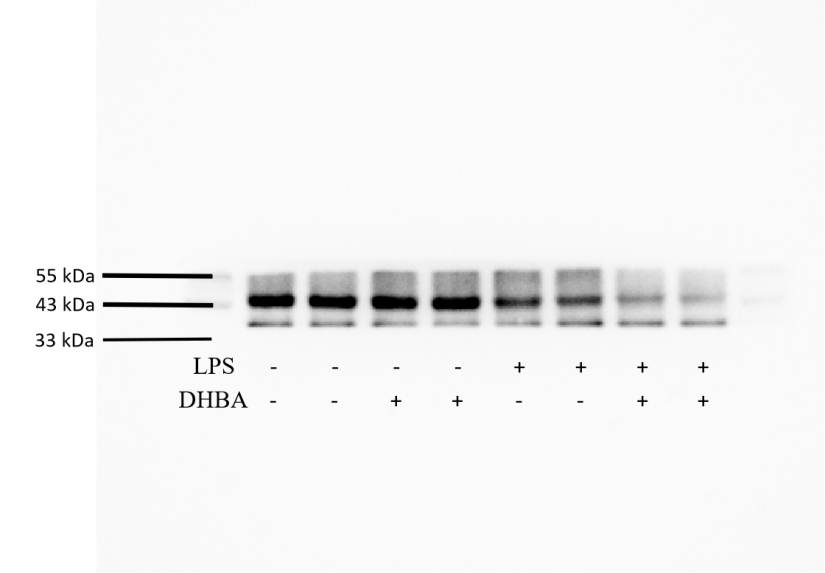 55 kDa
43 kDa
33 kDa
LPS - - - - + + + +
DHBA - - + + - - + +